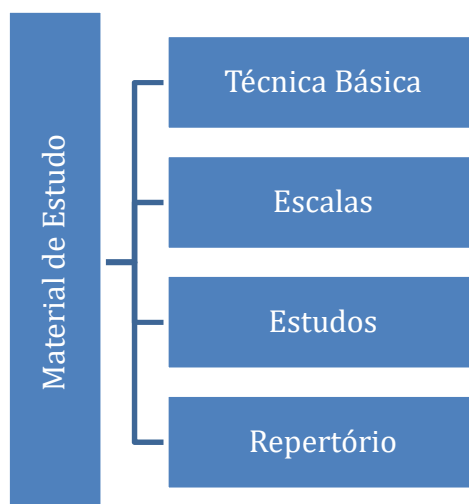 Material de Estudo
Técnica Básica
Escalas
Estudos
Repertório